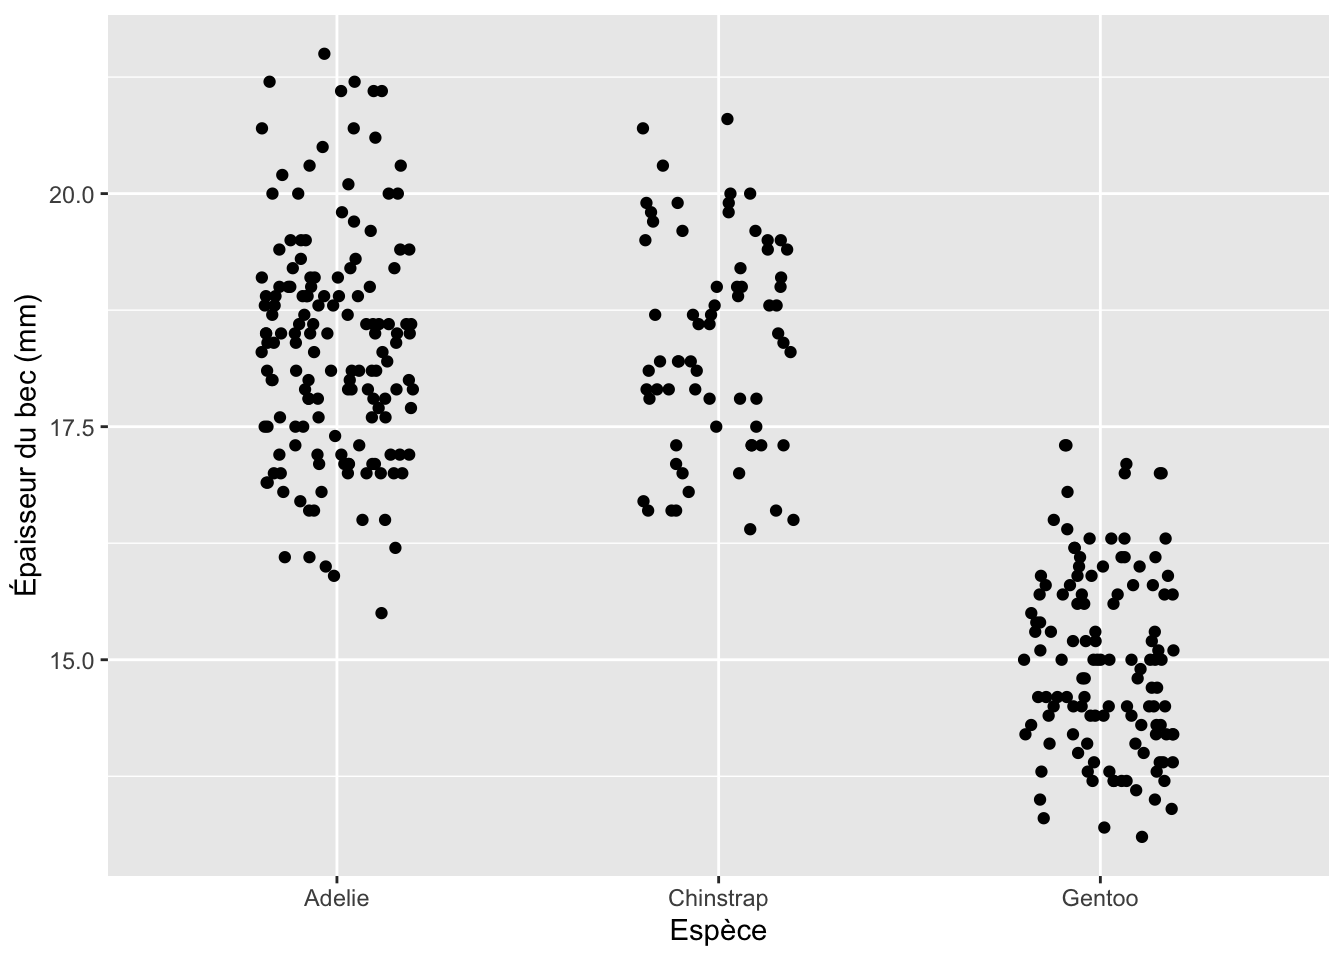 Épaisseur du bec (mm)
20.0
17.5
15.0
Adelie
Chinstrap
Gentoo
Espèce